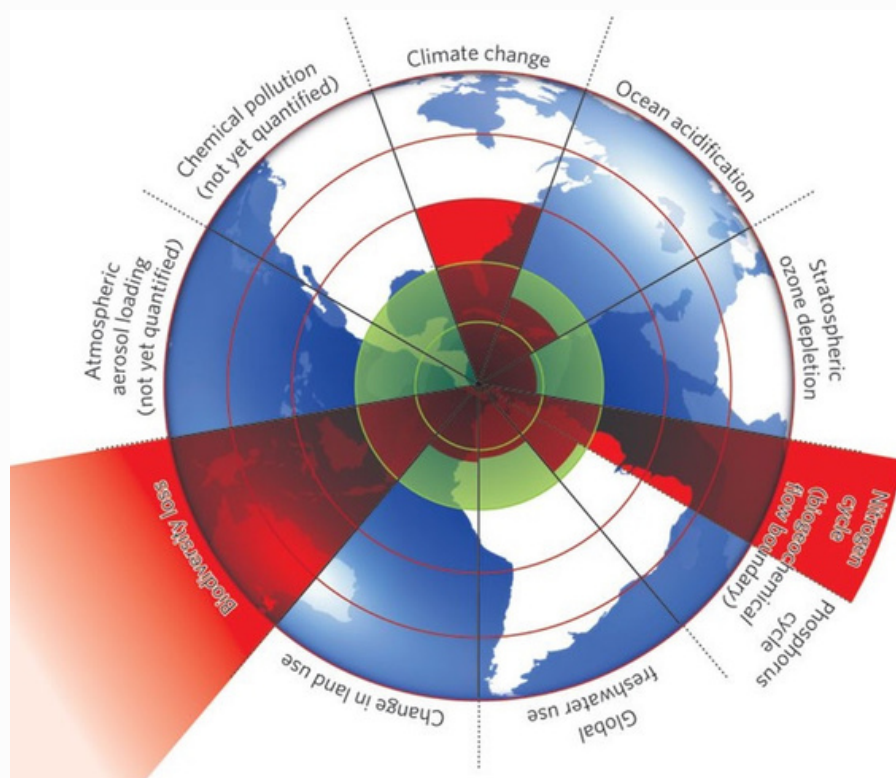 Climate change
Ocean acidification
Stratospheric
ozone depletion
Nitrogen
cycle
(biogeochemical
flow boundary)
Phosphorus
cycle
Global
freshwater use
Change in land use
Biodiversity loss
Atmospheric
aerosol loading
(not yet quantified)
Chemical pollution
(not yet quantified)